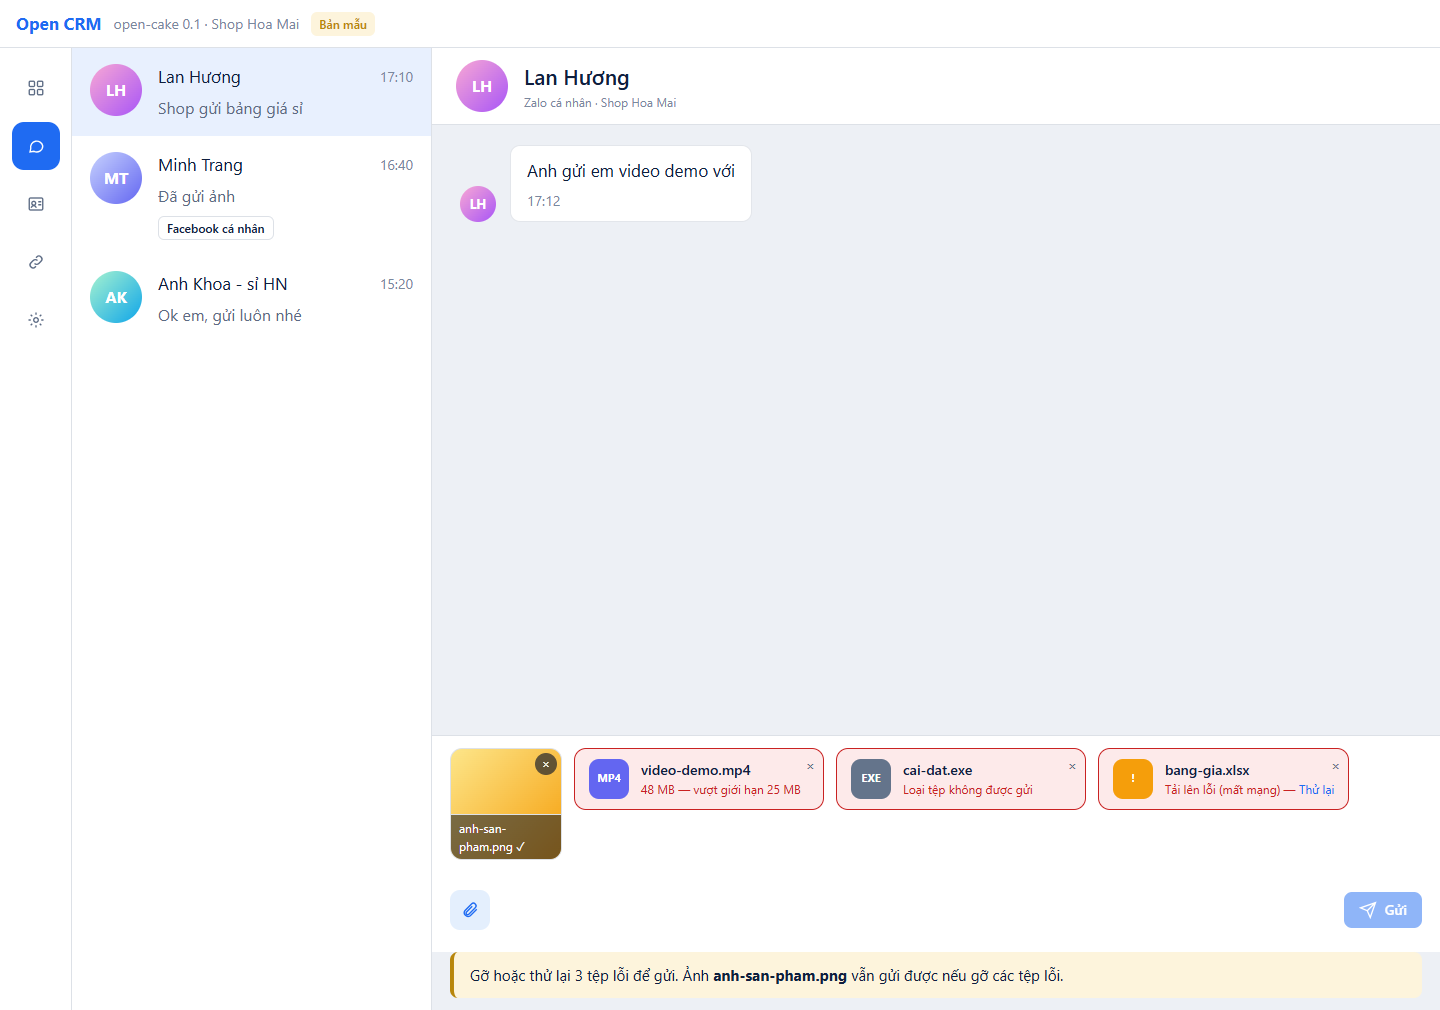 Open CRM open-cake 0.1 · Shop Hoa Mai Bản mẫu
LH Lan Hương 17:10
Shop gửi bảng giá sỉ
MT Minh Trang 16:40
Đã gửi ảnh
Facebook cá nhân
AK Anh Khoa - sỉ HN 15:20
Ok em, gửi luôn nhé
LH Lan Hương
Zalo cá nhân · Shop Hoa Mai
Anh gửi em video demo với
LH 17:12
anh-san-
pham.png ✓
MP4 video-demo.mp4 ×
48 MB — vượt giới hạn 25 MB
EXE cai-dat.exe ×
Loại tệp không được gửi
! bang-gia.xlsx ×
Tải lên lỗi (mất mạng) — Thử lại
Gửi
Gỡ hoặc thử lại 3 tệp lỗi để gửi. Ảnh anh-san-pham.png vẫn gửi được nếu gỡ các tệp lỗi.